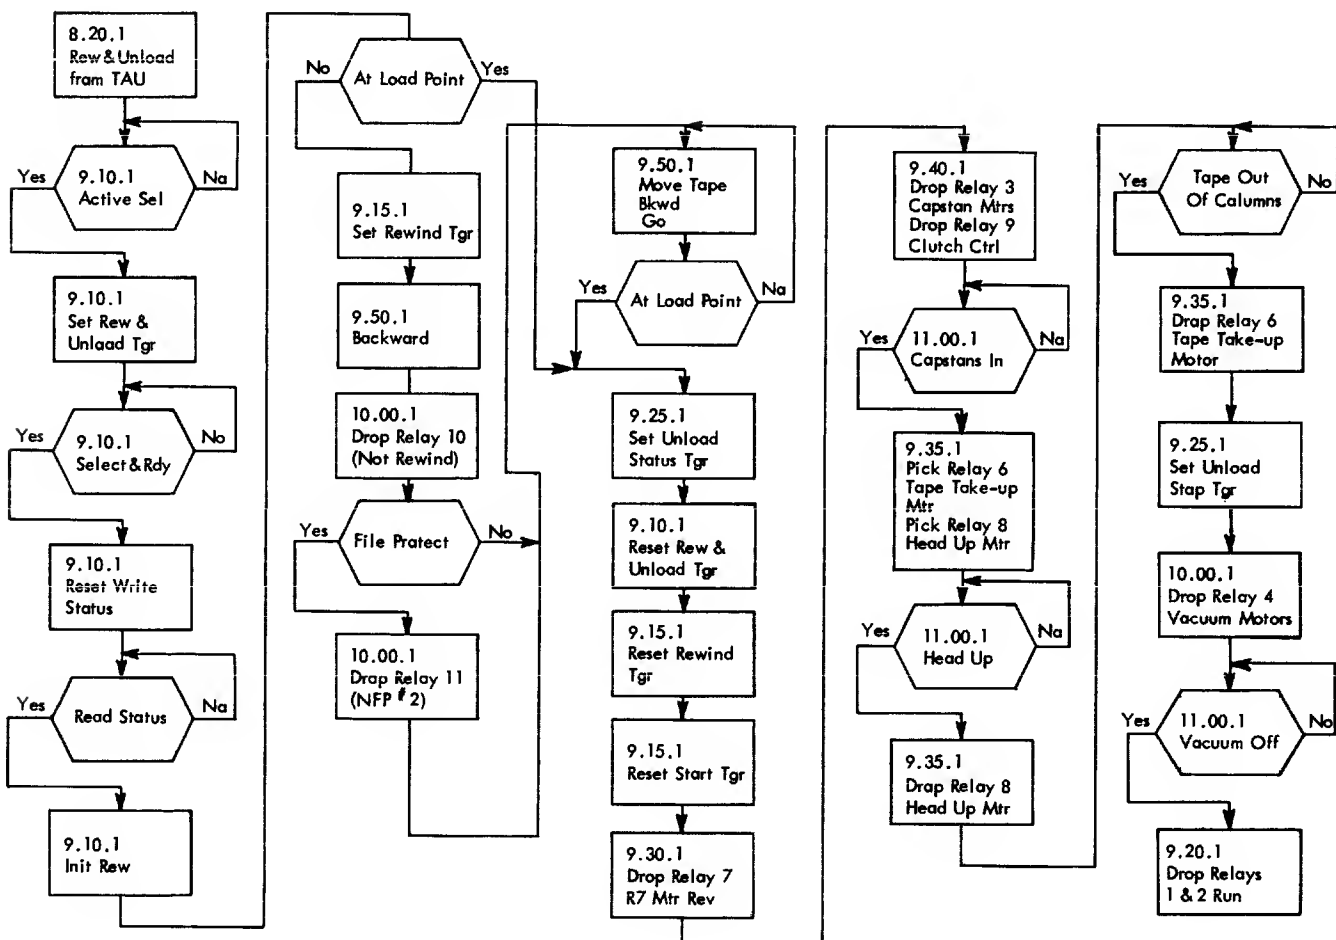 8.20.1
Rew & Unload
fram TAU
Yes
9.10.1
Active Sel
Na
9.10.1
Set Rew &
Unlaad Tgr
Yes
9.10.1
Select & Rdy
No
9.10.1
Reset Write
Status
Yes
Read Status
Na
9.10.1
Init Rew
No
At Load Point
Yes
9.15.1
Set Rewind Tgr
9.50.1
Backward
10.00.1
Drop Relay 10
(Not Rewind)
Yes
File Pratect
No
10.00.1
Drap Relay 11
(NFP #2)
9.50.1
Move Tape
Bkwd
Go
Yes
At Load Point
Na
9.25.1
Set Unload
Status Tgr
9.10.1
Reset Rew &
Unload Tgr
9.15.1
Reset Rewind
Tgr
9.15.1
Reset Start Tgr
9.30.1
Drop Relay 7
R7 Mtr Rev
9.40.1
Drop Relay 3
Capstan Mtrs
Drop Relay 9
Clutch Ctrl
Yes
11.00.1
Capstans In
Na
9.35.1
Pick Relay 6
Tape Take-up
Mtr
Pick Relay 8
Head Up Mtr
Yes
11.00.1
Head Up
Na
9.35.1
Drap Relay 8
Head Up Mtr
Yes
Tape Out
Of Calumns
No
9.35.1
Drap Relay 6
Tape Take-up
Motor
9.25.1
Set Unload
Stap Tgr
10.00.1
Drop Relay 4
Vacuum Motors
Yes
11.00.1
Vacuum Off
No
9.20.1
Drop Relays
1 & 2 Run